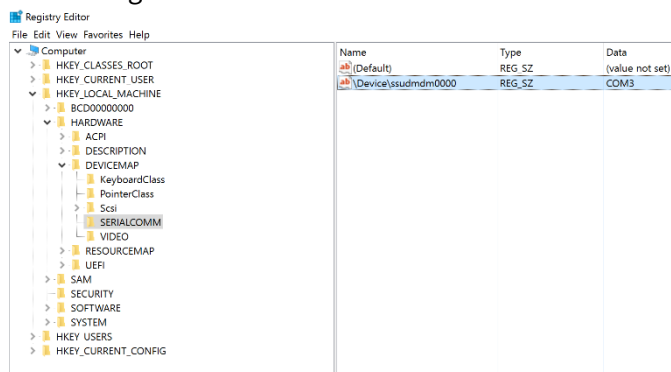 Registry Editor
File Edit View Favorites Help
Computer
HKEY_CLASSES_ROOT
HKEY_CURRENT_USER
HKEY_LOCAL_MACHINE
BCD00000000
HARDWARE
ACPI
DESCRIPTION
DEVICEMAP
KeyboardClass
PointerClass
Scsi
SERIALCOMM
VIDEO
RESOURCEMAP
UEFI
SAM
SECURITY
SOFTWARE
SYSTEM
HKEY_USERS
HKEY_CURRENT_CONFIG
Name Type Data
(Default) REG_SZ (value not set)
\Device\ssudmdm0000 REG_SZ COM3